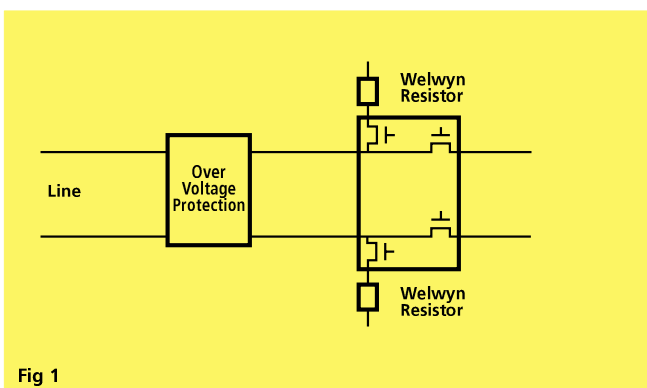 Welwyn
Resistor
Over
Voltage
Protection
Line
Welwyn
Resistor
Fig 1